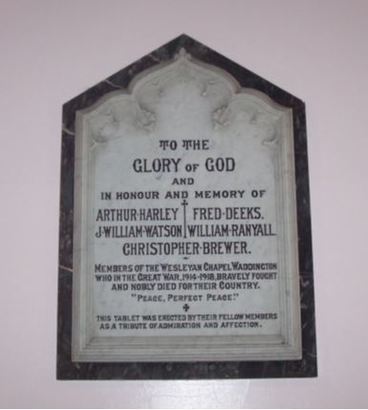 TO THE
GLORY OF GOD
AND
IN HONOUR AND MEMORY OF
ARTHUR·HARLEY FRED·DEEKS.
J·WILLIAM·WATSON WILLIAM·RANYALL.
CHRISTOPHER·BREWER.
MEMBERS OF THE WESLEYAN CHAPEL, WADDINGTON
WHO IN THE GREAT WAR, 1914-1918, BRAVELY FOUGHT
AND NOBLY DIED FOR THEIR COUNTRY.
"PEACE, PERFECT PEACE."
THIS TABLET WAS ERECTED BY THEIR FELLOW MEMBERS
AS A TRIBUTE OF ADMIRATION AND AFFECTION.